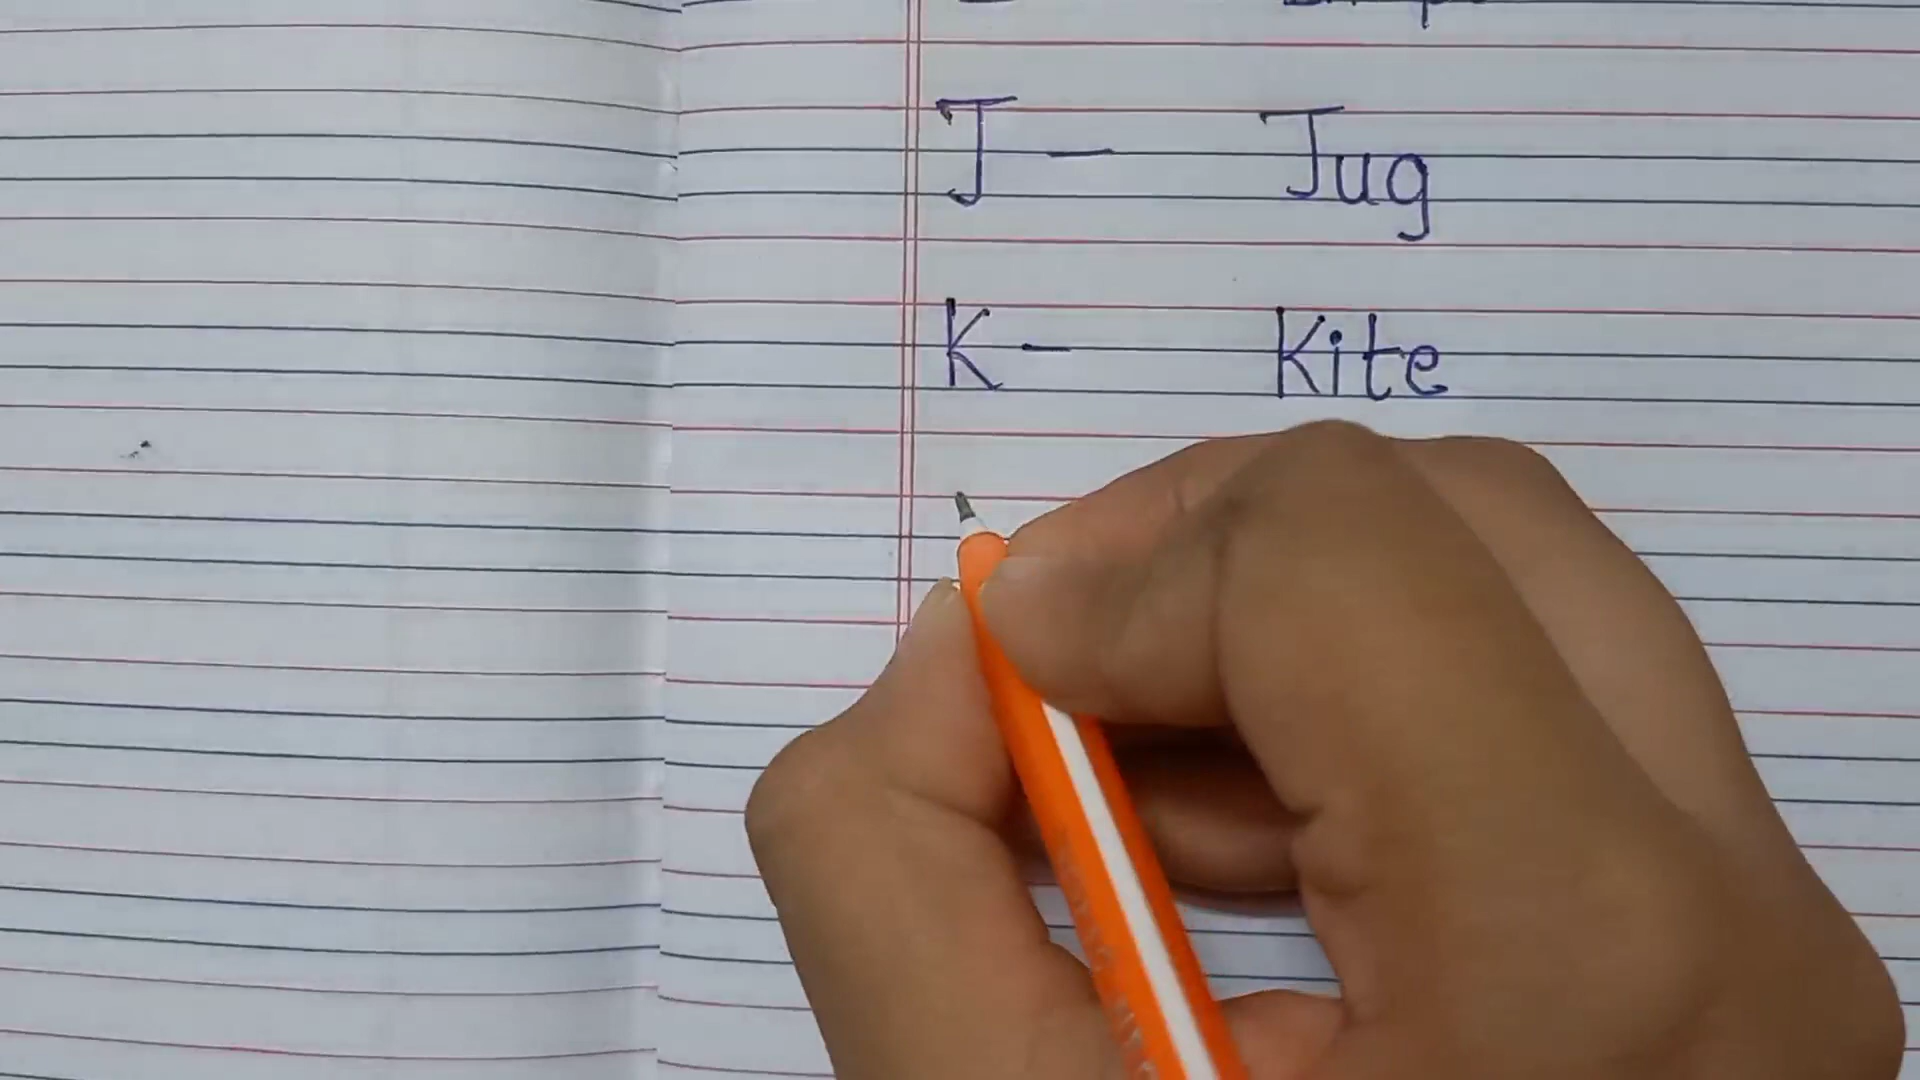 J — Jug
K — Kite